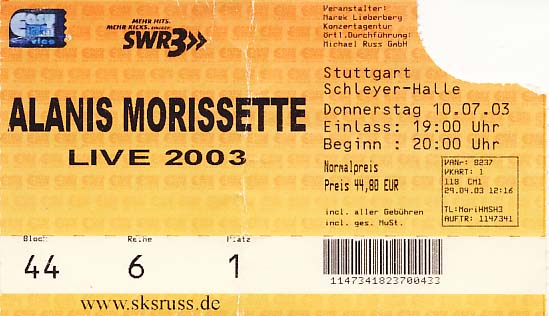 MEHR HITS.
MEHR KICKS.
SWR3
ALANIS MORISSETTE
LIVE 2003
Veranstalter:
Marek Lieberberg
Konzertagentur
Örtl.Durchführung:
Michael Russ GmbH
Stuttgart
Schleyer-Halle
Donnerstag 10.07.03
Einlass: 19:00 Uhr
Beginn : 20:00 Uhr
Normalpreis
Preis 44,80 EUR
incl. aller Gebühren
incl. ges. MwSt.
VANr: 8237
VKART: 1
118 CM1
29.04.03 12:16
TL:MoriHMSH3
AUFTR: 1147341
Block Reihe Platz
44 6 1
1147341823700433
www.sksruss.de